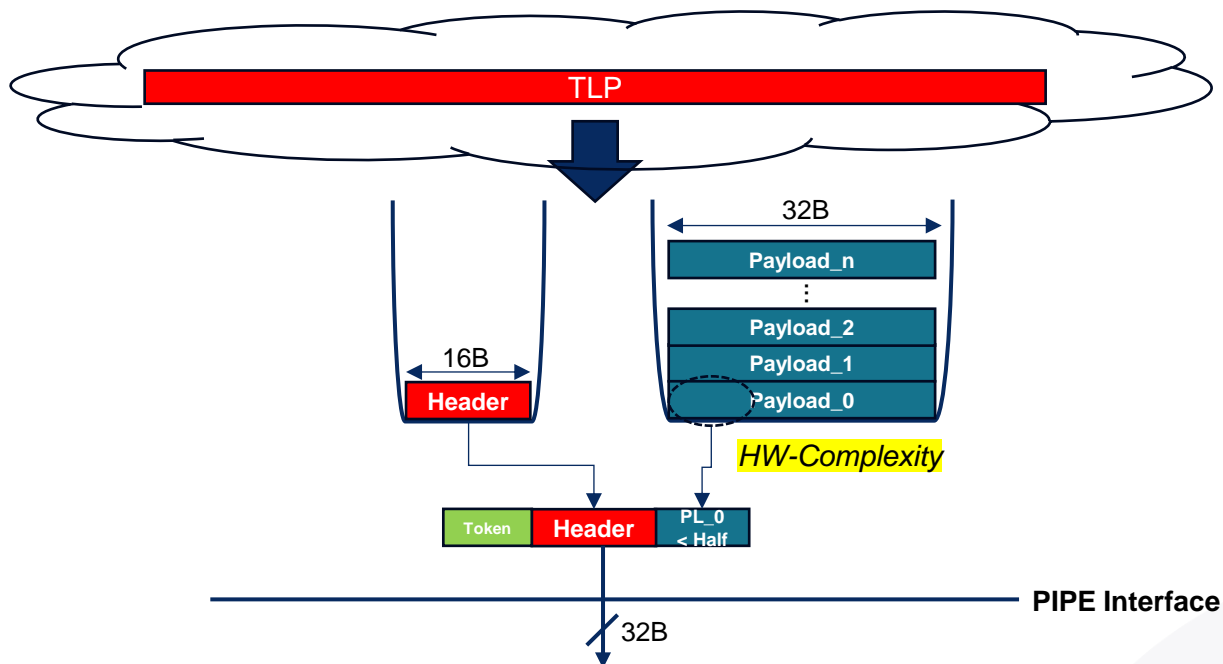 TLP
32B
Payload_n
⋮
Payload_2
16B
Payload_1
Header
Payload_0
HW-Complexity
Token
Header
PL_0
< Half
PIPE Interface
32B